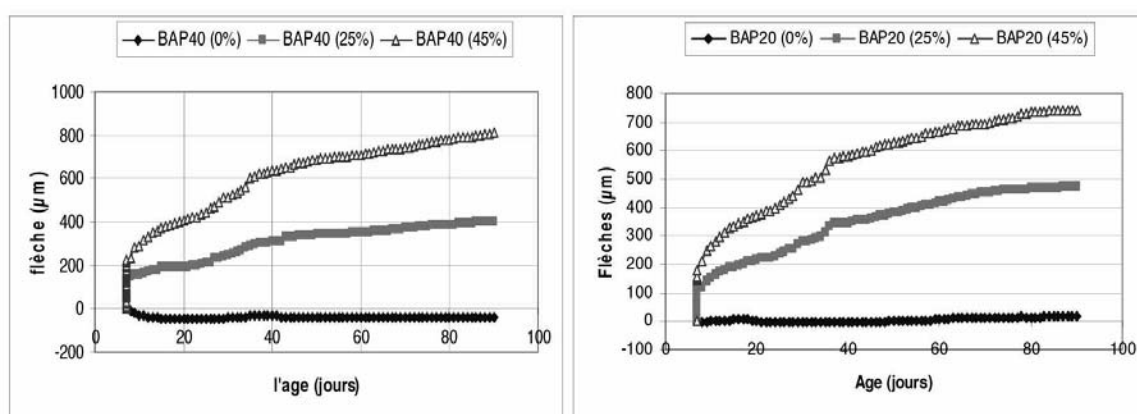 BAP40 (0%) BAP40 (25%) BAP40 (45%)
1000
800
600
400
200
0
-200
0 20 40 60 80 100
flèche (µm)
l'age (jours)
BAP20 (0%) BAP20 (25%) BAP20 (45%)
800
700
600
500
400
300
200
100
0
-100
0 20 40 60 80 100
Flèches (µm)
Age (jours)